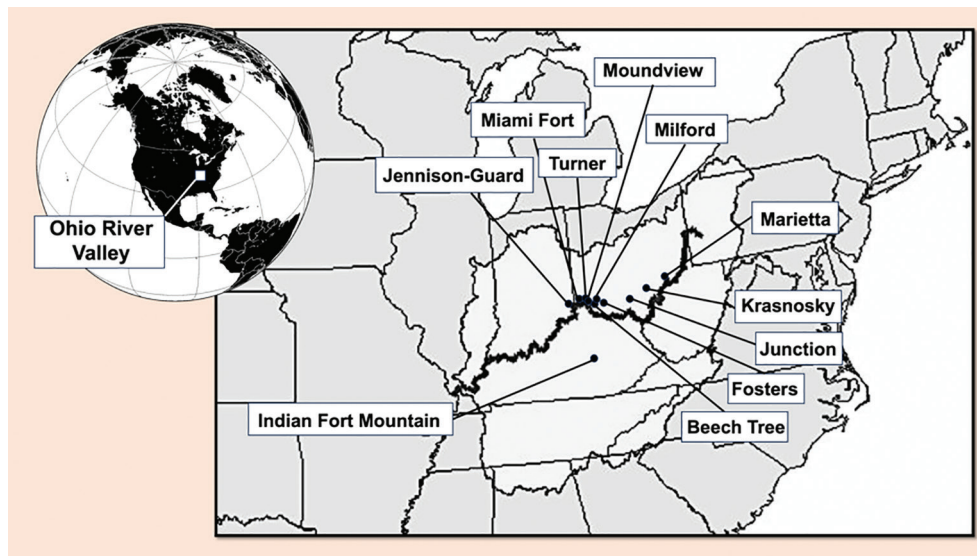 Moundview
Miami Fort
Milford
Turner
Jennison-Guard
Marietta
Ohio River
Valley
Krasnosky
Junction
Fosters
Indian Fort Mountain
Beech Tree